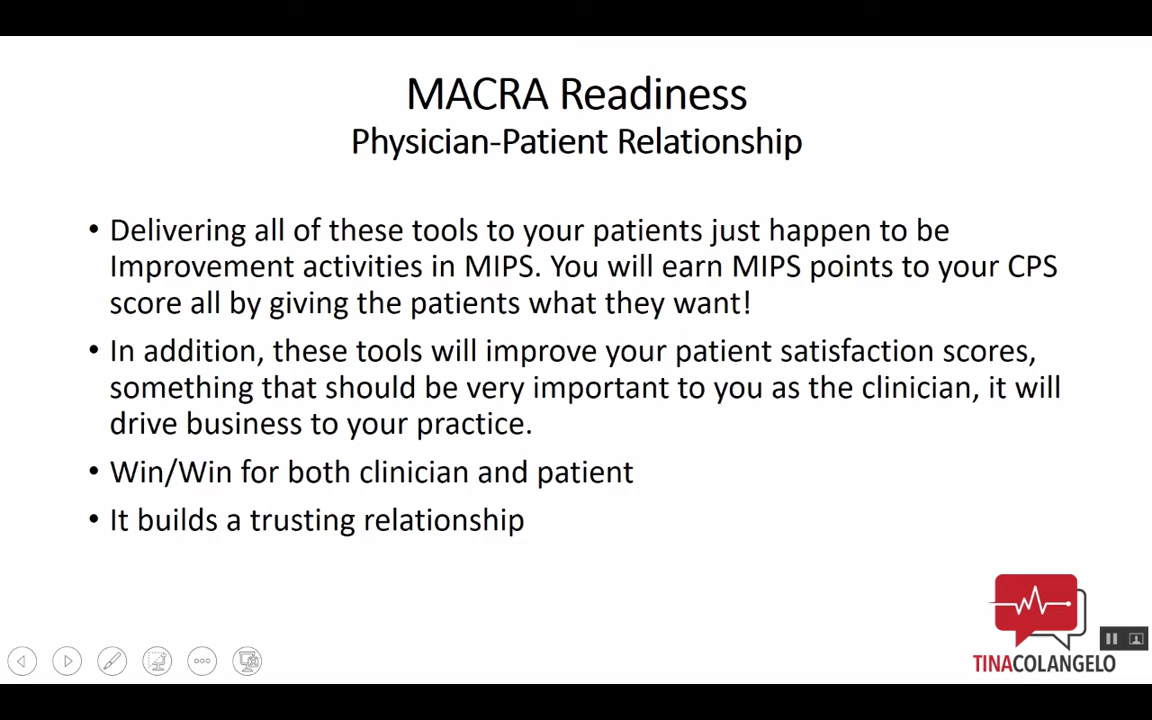 MACRA Readiness
Physician-Patient Relationship
• Delivering all of these tools to your patients just happen to be
Improvement activities in MIPS. You will earn MIPS points to your CPS
score all by giving the patients what they want!
• In addition, these tools will improve your patient satisfaction scores,
something that should be very important to you as the clinician, it will
drive business to your practice.
• Win/Win for both clinician and patient
• It builds a trusting relationship
TINACOLANGELO